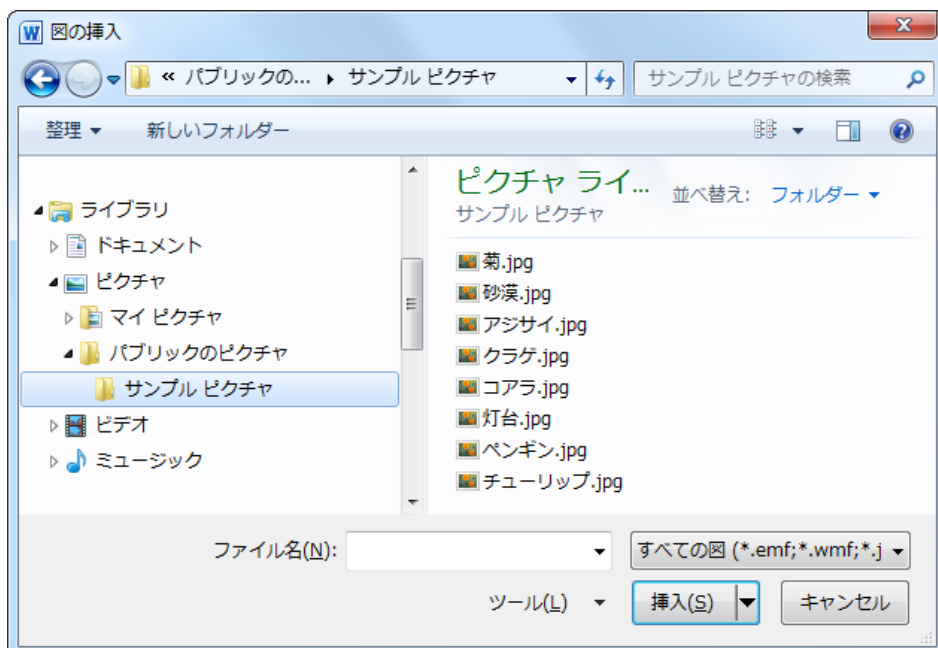 図の挿入
« パブリックの... サンプル ピクチャ サンプル ピクチャの検索
整理 新しいフォルダー
ピクチャ ライ... 並べ替え: フォルダー
サンプル ピクチャ
ライブラリ
ドキュメント
ピクチャ
マイ ピクチャ
パブリックのピクチャ
サンプル ピクチャ
ビデオ
ミュージック
菊.jpg
砂漠.jpg
アジサイ.jpg
クラゲ.jpg
コアラ.jpg
灯台.jpg
ペンギン.jpg
チューリップ.jpg
ファイル名(N): すべての図 (*.emf;*.wmf;*.j
ツール(L) 挿入(S) キャンセル